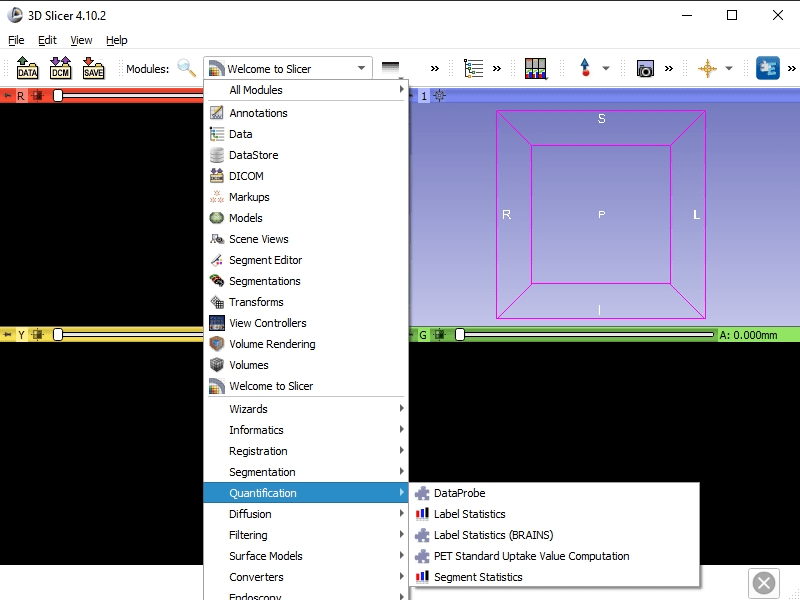 3D Slicer 4.10.2
File Edit View Help
DATA DCM SAVE Modules: Welcome to Slicer » » » »
R 1
All Modules
Annotations
Data
DataStore
DICOM
Markups
Models
Scene Views
Segment Editor
Segmentations
Transforms
View Controllers
Volume Rendering
Volumes
Welcome to Slicer
Wizards
Informatics
Registration
Segmentation
Quantification
Diffusion
Filtering
Surface Models
Converters
Endoscopy
S
R P L
I
Y G A: 0.000mm
DataProbe
Label Statistics
Label Statistics (BRAINS)
PET Standard Uptake Value Computation
Segment Statistics